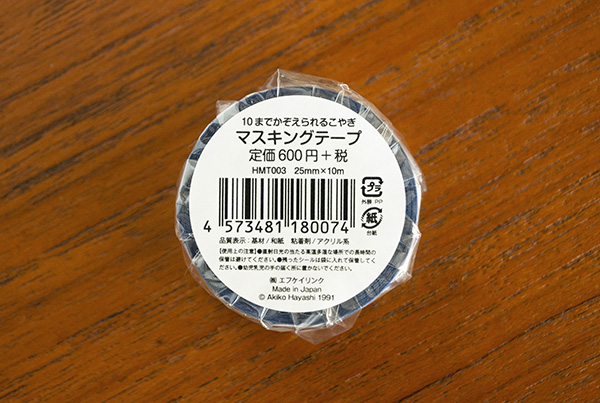 10までかぞえられるこやぎ
マスキングテープ
定価600円+税
HMT003 25mm×10m
プラ
外装 PP
紙
台紙
4 573481 180074
品質表示:基材/和紙 粘着剤/アクリル系
【使用上の注意】●直射日光の当たる高温多湿な場所での長時間の
保管は避けてください。●残ったシールは袋に入れて保管してく
ださい。●幼児乳児の手の届く所に置かないでください。
㈲エフケイリンク
Made in Japan
© Akiko Hayashi 1991